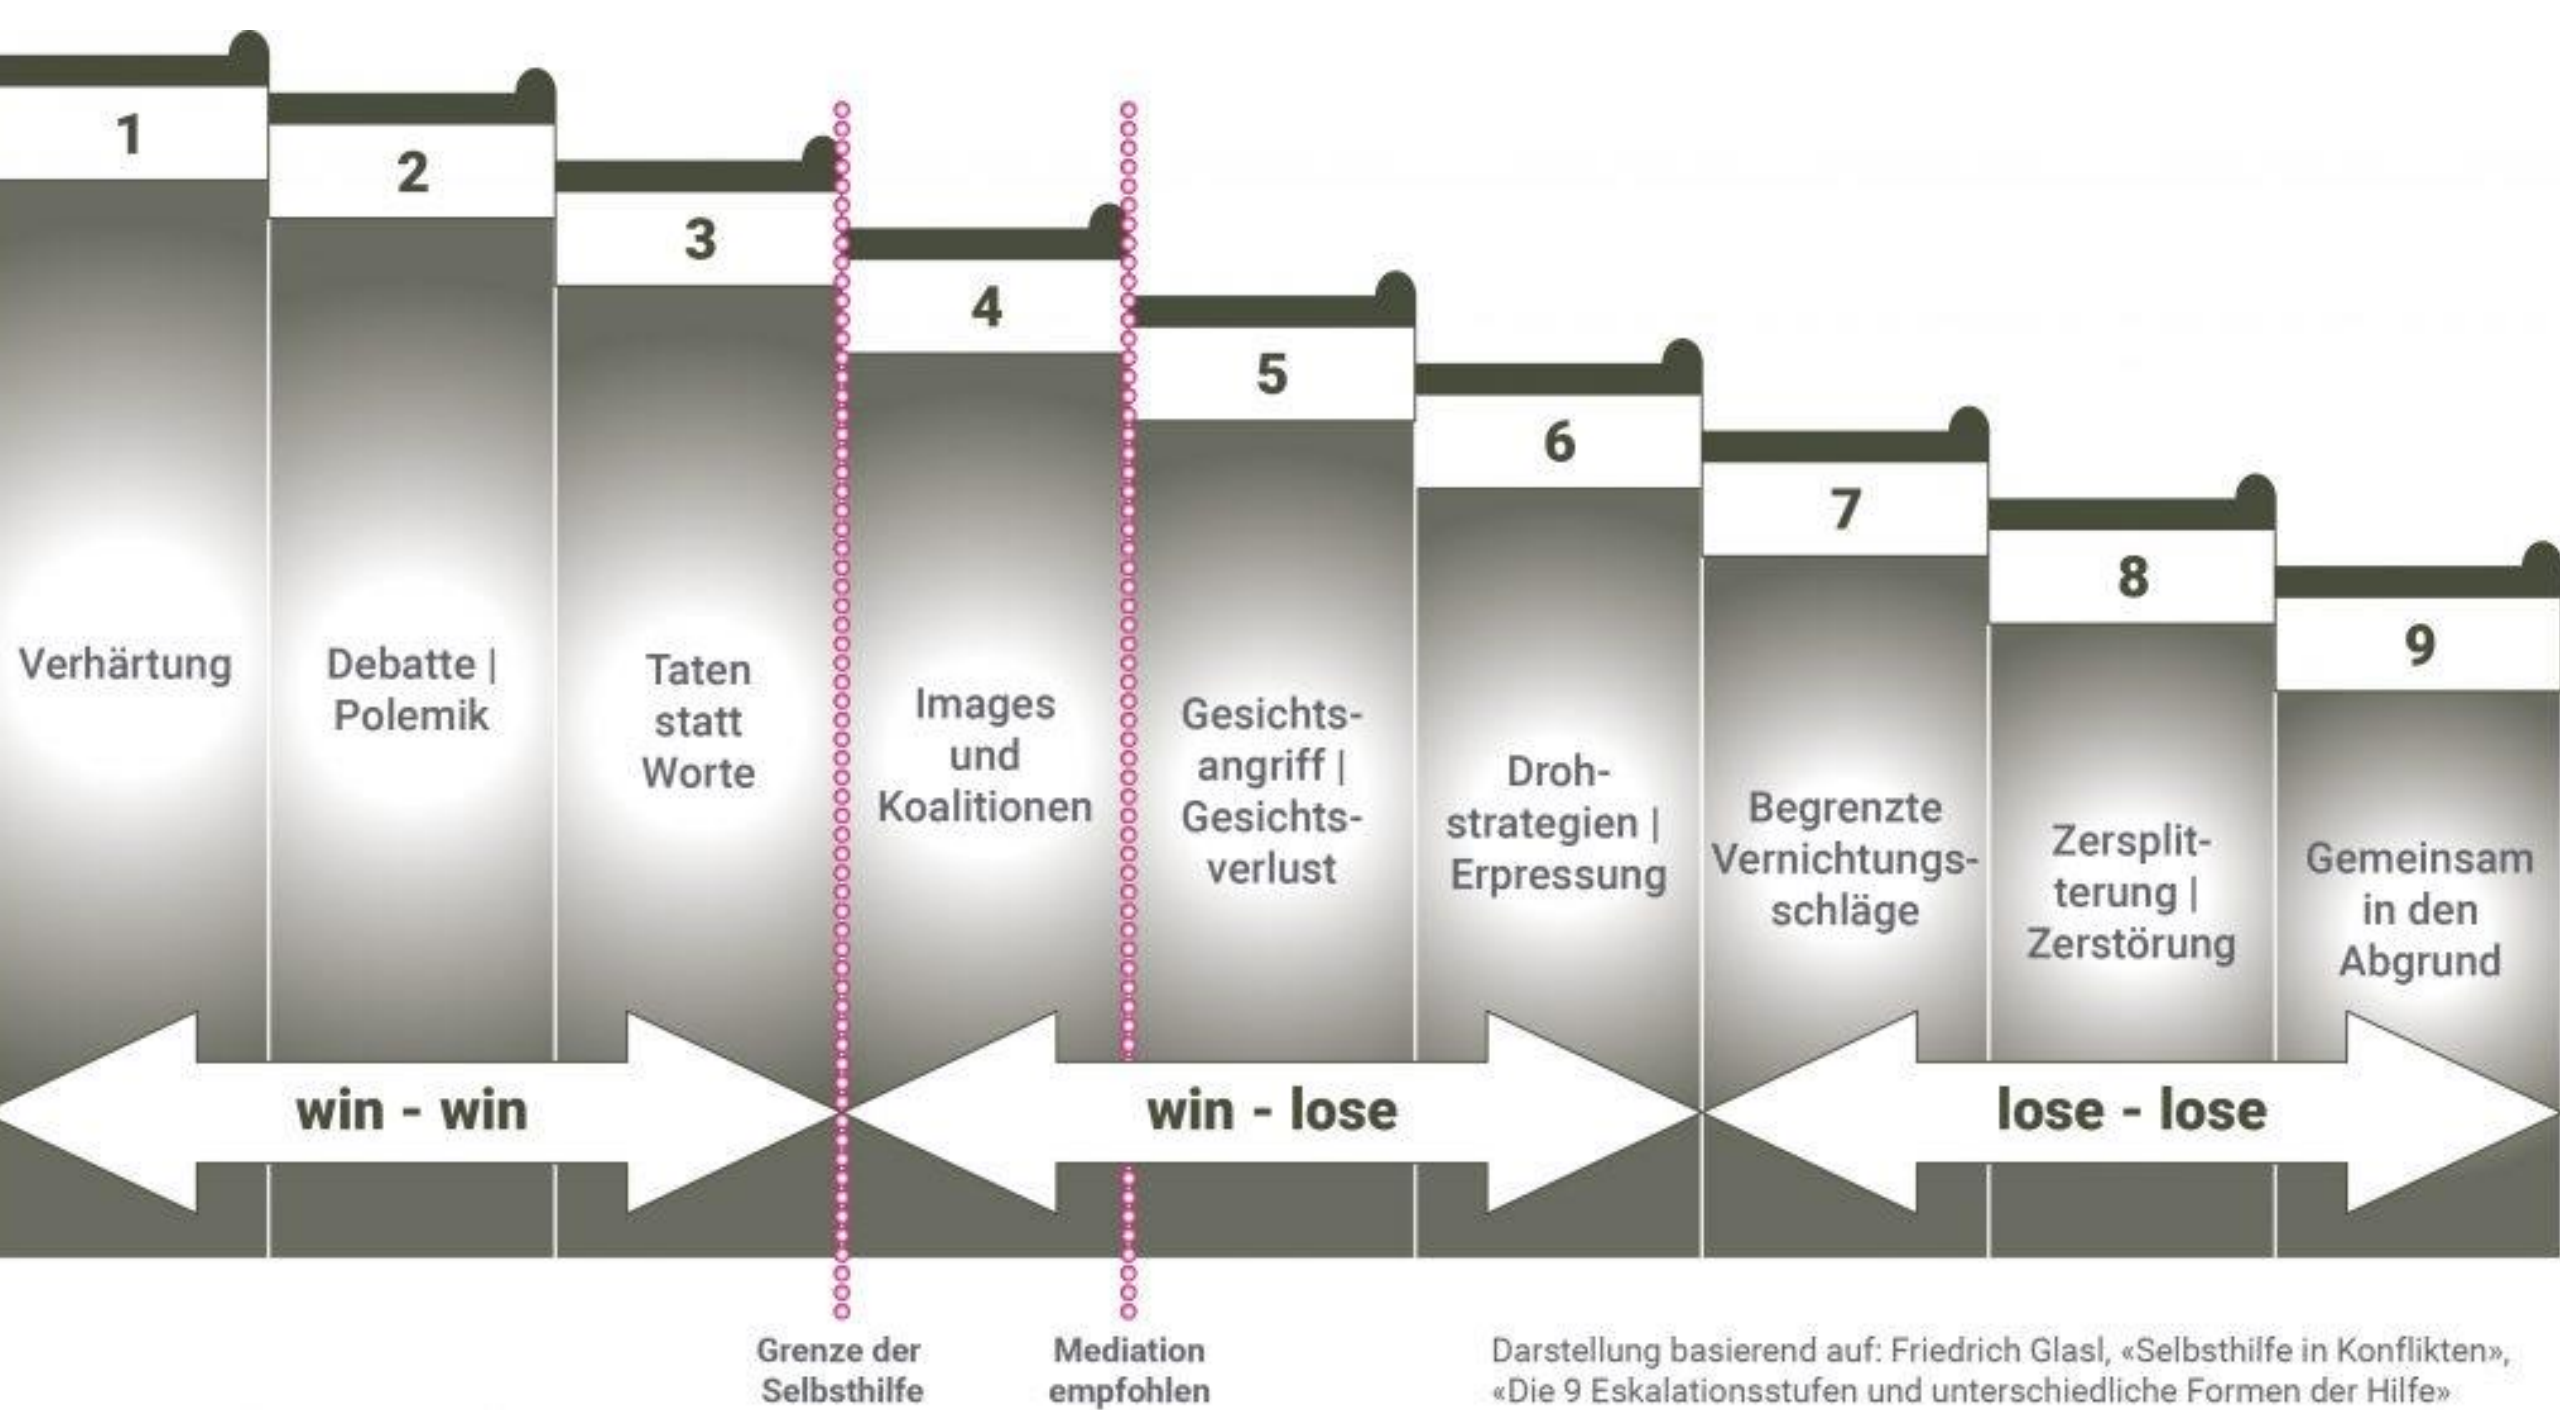 1
2
3
4
5
6
7
8
9
Verhärtung
Debatte |
Polemik
Taten
statt
Worte
Images
und
Koalitionen
Gesichts-
angriff |
Gesichts-
verlust
Droh-
strategien |
Erpressung
Begrenzte
Vernichtungs-
schläge
Zersplit-
terung |
Zerstörung
Gemeinsam
in den
Abgrund
win - win
win - lose
lose - lose
Grenze der
Selbsthilfe
Mediation
empfohlen
Darstellung basierend auf: Friedrich Glasl, «Selbsthilfe in Konflikten»,
«Die 9 Eskalationsstufen und unterschiedliche Formen der Hilfe»